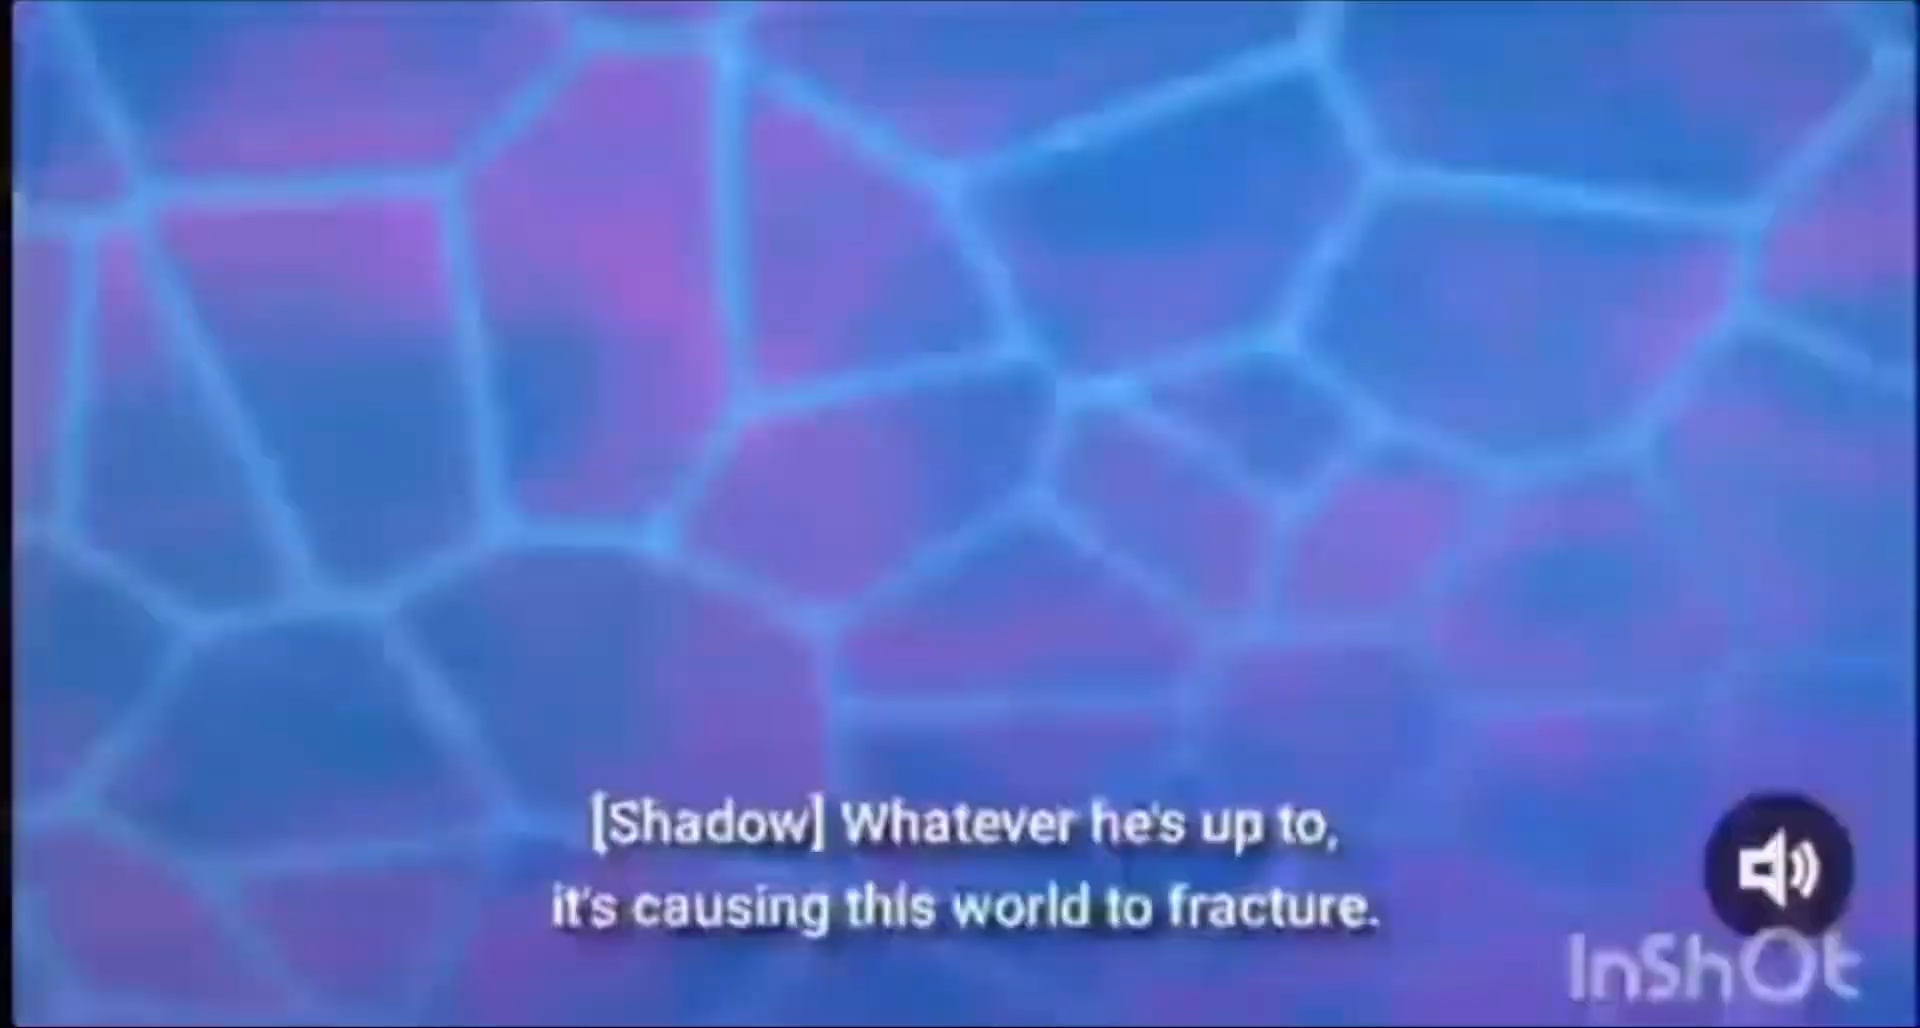 [Shadow] Whatever he's up to,
it's causing this world to fracture.
InShOt